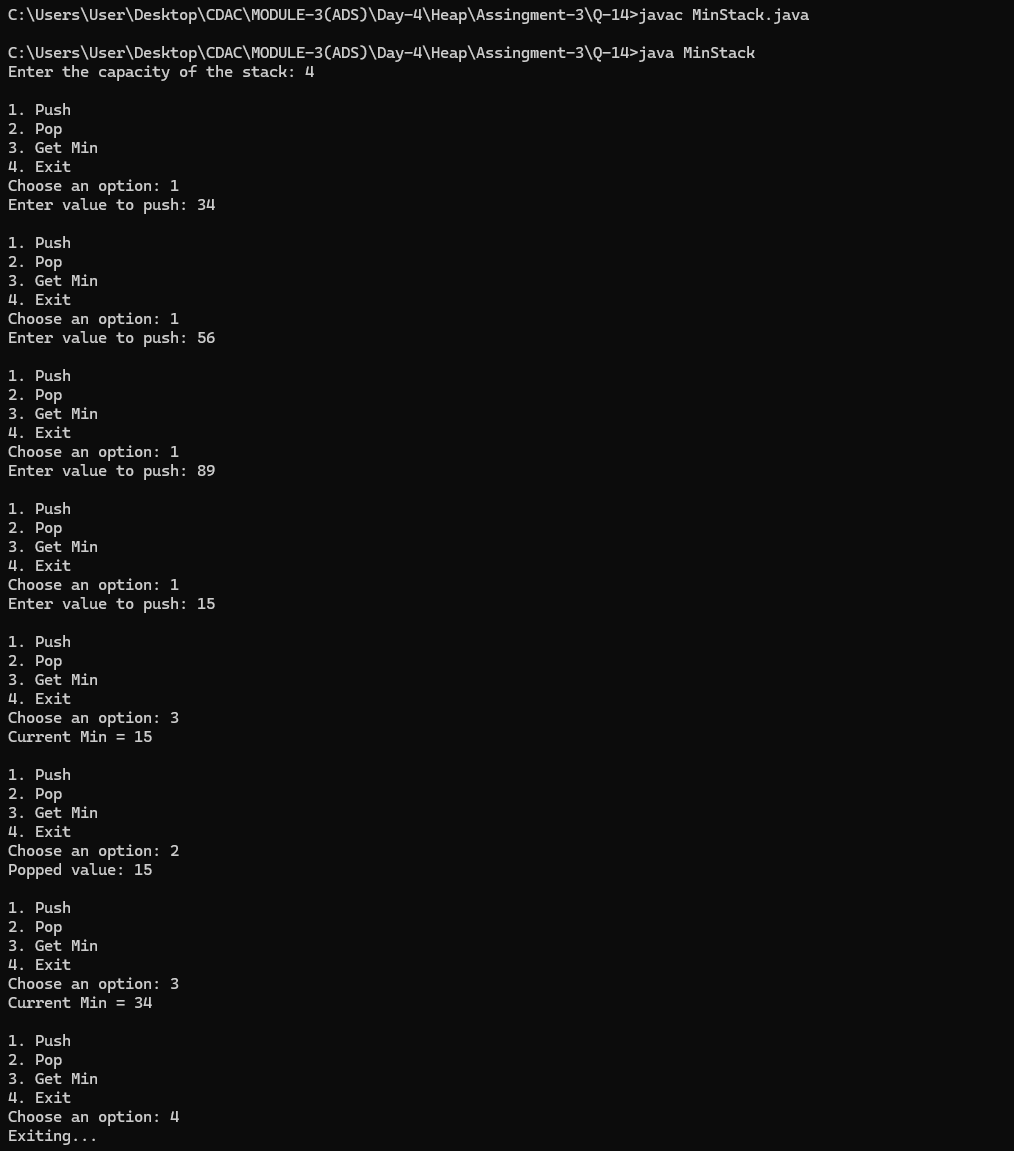 C:\Users\User\Desktop\CDAC\MODULE-3(ADS)\Day-4\Heap\Assingment-3\Q-14>javac MinStack.java
C:\Users\User\Desktop\CDAC\MODULE-3(ADS)\Day-4\Heap\Assingment-3\Q-14>java MinStack
Enter the capacity of the stack: 4
1. Push
2. Pop
3. Get Min
4. Exit
Choose an option: 1
Enter value to push: 34
1. Push
2. Pop
3. Get Min
4. Exit
Choose an option: 1
Enter value to push: 56
1. Push
2. Pop
3. Get Min
4. Exit
Choose an option: 1
Enter value to push: 89
1. Push
2. Pop
3. Get Min
4. Exit
Choose an option: 1
Enter value to push: 15
1. Push
2. Pop
3. Get Min
4. Exit
Choose an option: 3
Current Min = 15
1. Push
2. Pop
3. Get Min
4. Exit
Choose an option: 2
Popped value: 15
1. Push
2. Pop
3. Get Min
4. Exit
Choose an option: 3
Current Min = 34
1. Push
2. Pop
3. Get Min
4. Exit
Choose an option: 4
Exiting...